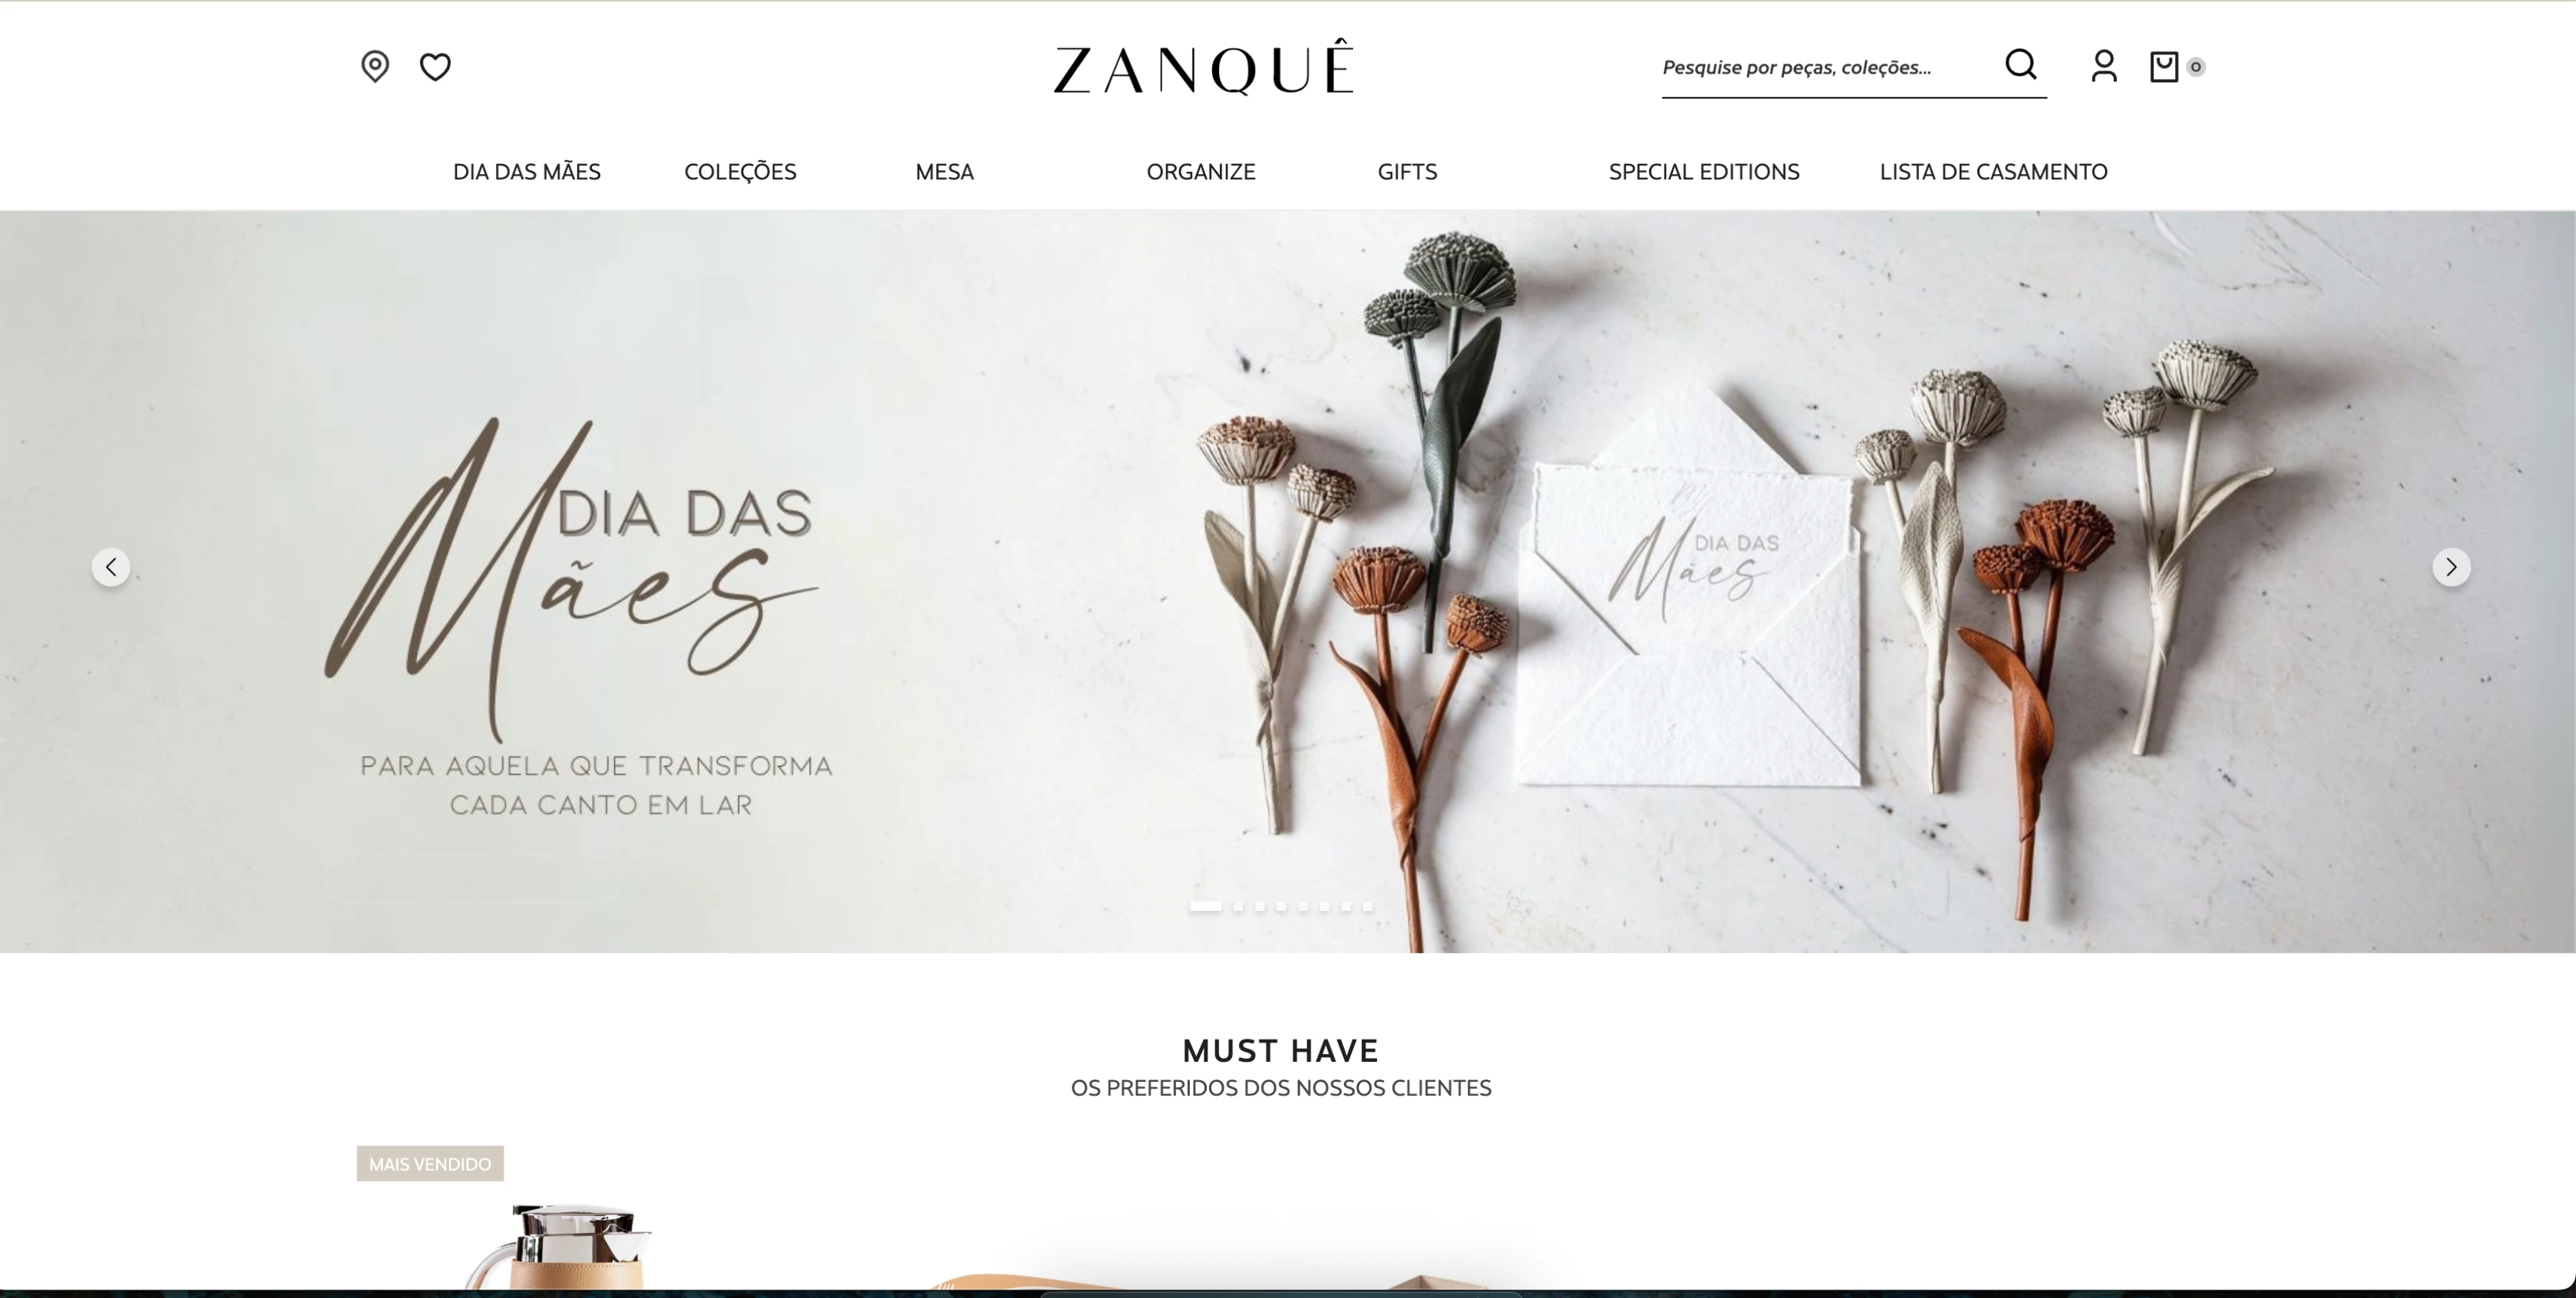 ZANQUÊ
Pesquise por peças, coleções...
0
DIA DAS MÃES
COLEÇÕES
MESA
ORGANIZE
GIFTS
SPECIAL EDITIONS
LISTA DE CASAMENTO
DIA DAS
Mães
PARA AQUELA QUE TRANSFORMA
CADA CANTO EM LAR
DIA DAS
Mães
MUST HAVE
OS PREFERIDOS DOS NOSSOS CLIENTES
MAIS VENDIDO